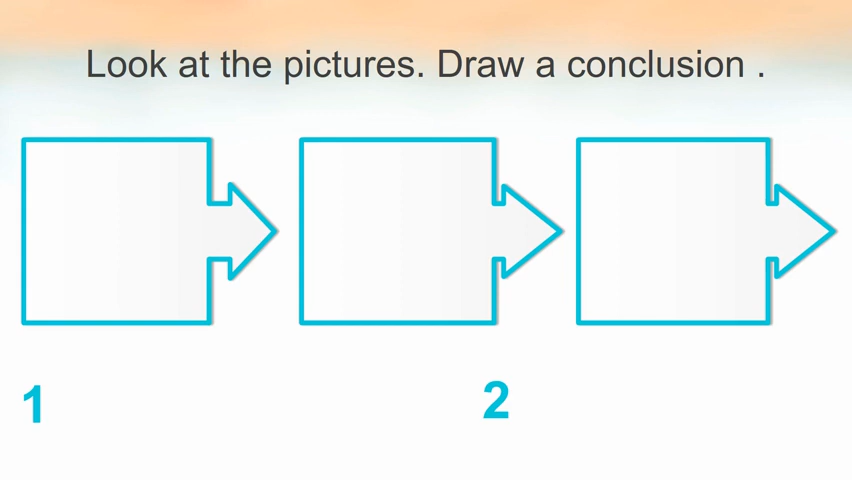 Look at the pictures. Draw a conclusion .
1 2